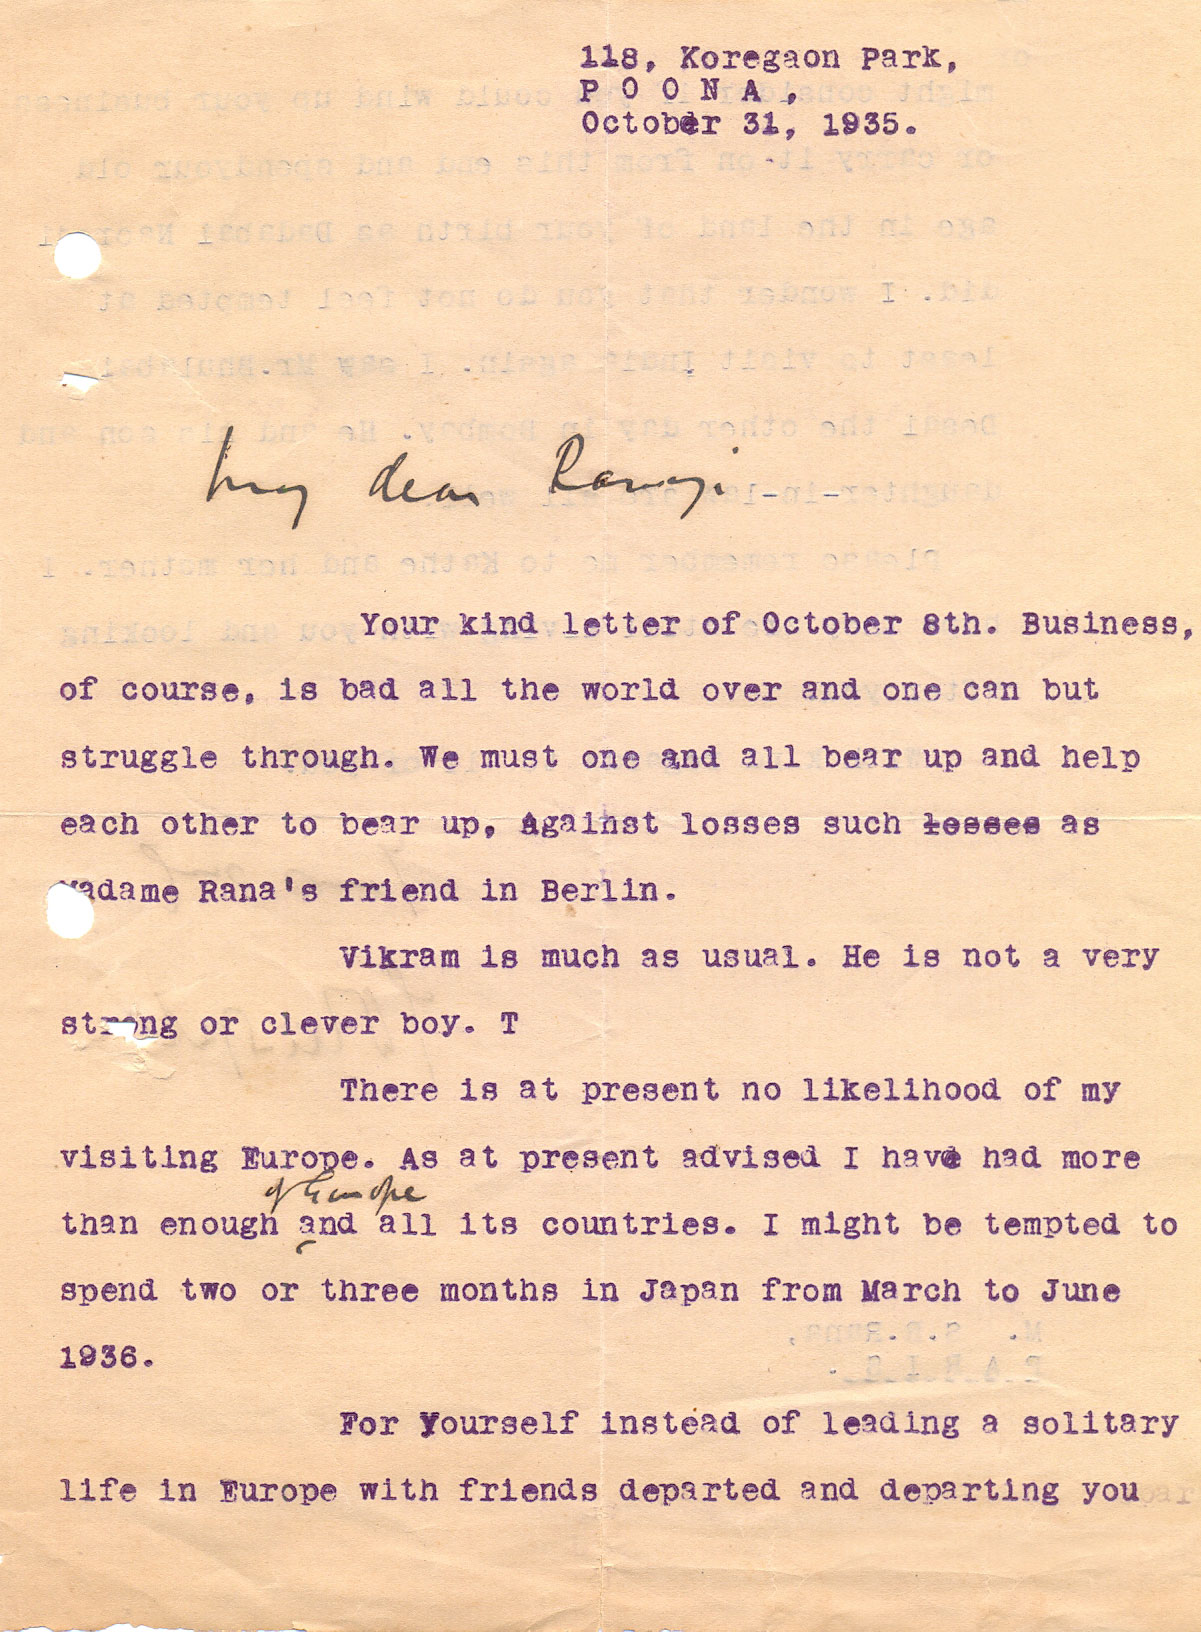 118, Koregaon Park,
P O O N A ,
October 31, 1935.
My dear Ranaji
Your kind letter of October 8th. Business,
of course, is bad all the world over and one can but
struggle through. We must one and all bear up and help
each other to bear up, Against losses such losses as
Madame Rana's friend in Berlin.
Vikram is much as usual. He is not a very
strong or clever boy. T
There is at present no likelihood of my
visiting Europe. As at present advised I have had more
of Europe
than enough and all its countries. I might be tempted to
spend two or three months in Japan from March to June
1936.
For Yourself instead of leading a solitary
life in Europe with friends departed and departing you